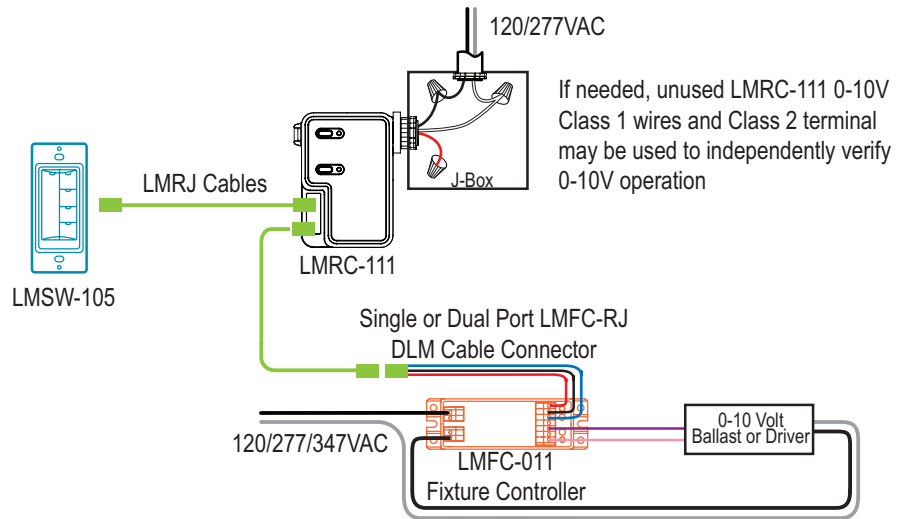 120/277VAC
If needed, unused LMRC-111 0-10V
Class 1 wires and Class 2 terminal
may be used to independently verify
0-10V operation
J-Box
LMRJ Cables
LMRC-111
LMSW-105
Single or Dual Port LMFC-RJ
DLM Cable Connector
0-10 Volt
Ballast or Driver
120/277/347VAC
LMFC-011
Fixture Controller